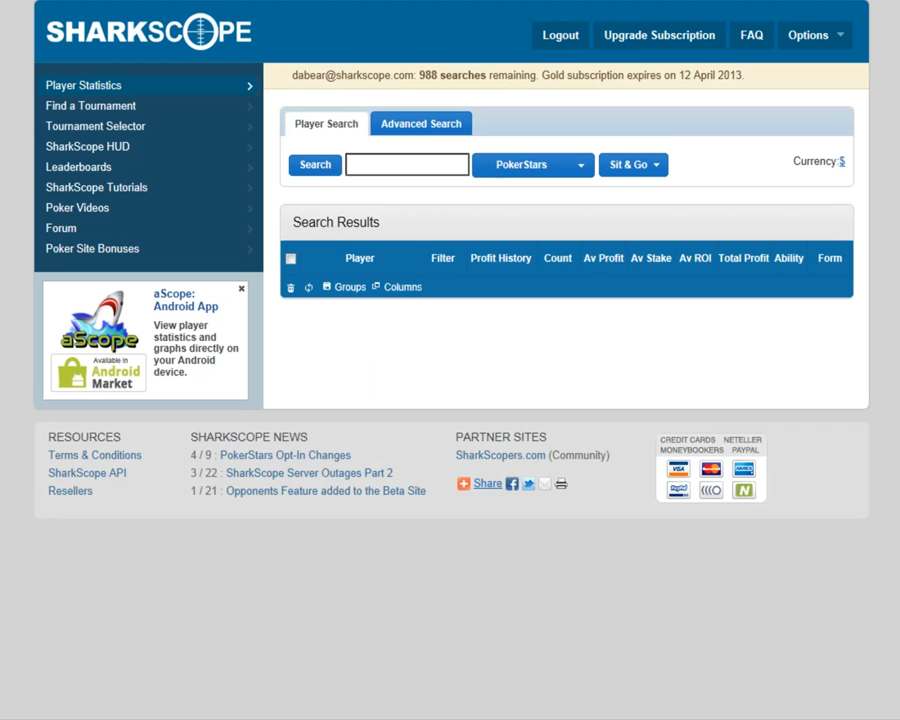 SHARKSCOPE
Logout Upgrade Subscription FAQ Options
dabear@sharkscope.com: 988 searches remaining. Gold subscription expires on 12 April 2013.
Player Statistics
Find a Tournament
Tournament Selector
SharkScope HUD
Leaderboards
SharkScope Tutorials
Poker Videos
Forum
Poker Site Bonuses
Player Search Advanced Search
Search PokerStars Sit & Go Currency:$
Search Results
Player Filter Profit History Count Av Profit Av Stake Av ROI Total Profit Ability Form
Groups Columns
aScope:
Android App
View player
statistics and
graphs directly on
your Android
device.
aScope
Available in
Android
Market
RESOURCES
Terms & Conditions
SharkScope API
Resellers
SHARKSCOPE NEWS
4 / 9 : PokerStars Opt-In Changes
3 / 22 : SharkScope Server Outages Part 2
1 / 21 : Opponents Feature added to the Beta Site
PARTNER SITES
SharkScopers.com (Community)
Share
CREDIT CARDS NETELLER
MONEYBOOKERS PAYPAL
VISA
PayPal
N